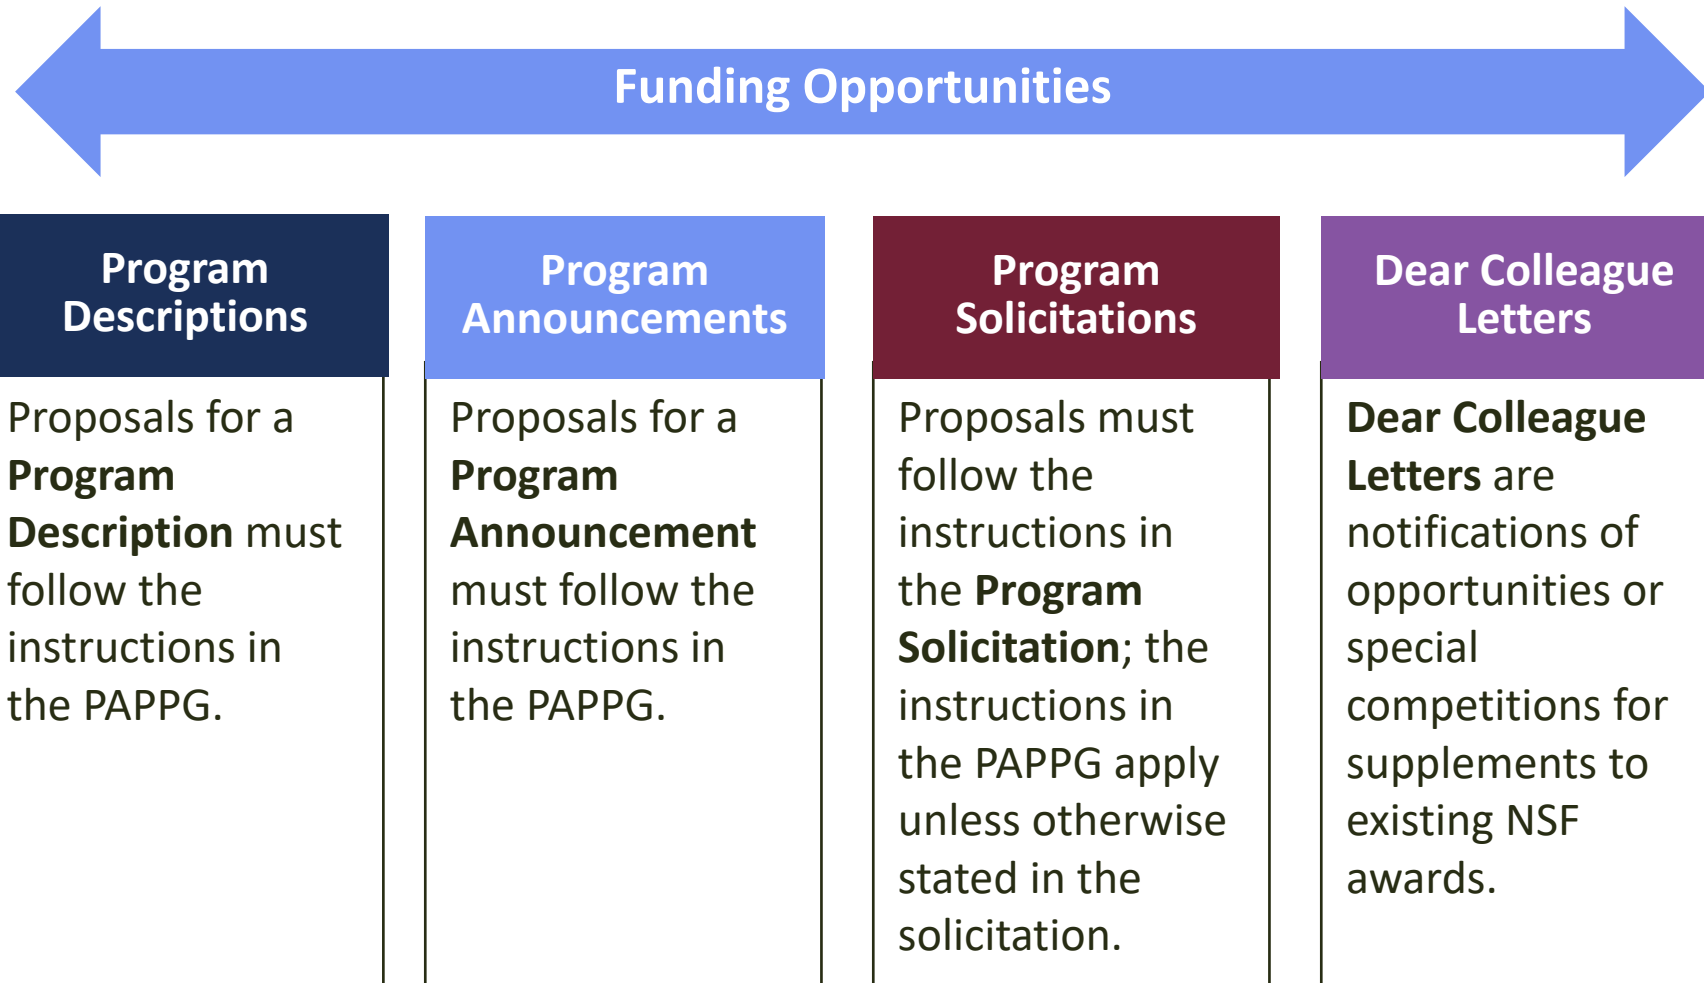 Funding Opportunities
Program
Descriptions
Proposals for a
Program
Description must
follow the
instructions in
the PAPPG.
Program
Announcements
Proposals for a
Program
Announcement
must follow the
instructions in
the PAPPG.
Program
Solicitations
Proposals must
follow the
instructions in
the Program
Solicitation; the
instructions in
the PAPPG apply
unless otherwise
stated in the
solicitation.
Dear Colleague
Letters
Dear Colleague
Letters are
notifications of
opportunities or
special
competitions for
supplements to
existing NSF
awards.